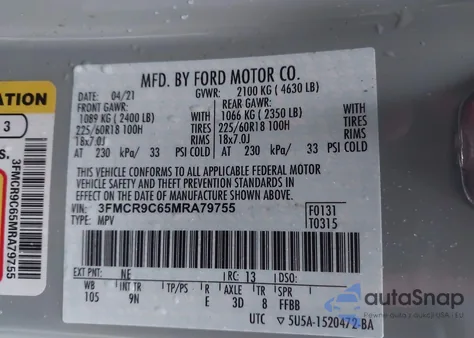 MFD. BY FORD MOTOR CO.
DATE: 04/21 GVWR: 2100 KG ( 4630 LB)
FRONT GAWR: REAR GAWR:
1089 KG ( 2400 LB) WITH 1066 KG ( 2350 LB) WITH
225/60R18 100H TIRES 225/60R18 100H TIRES
18x7.0J RIMS 18x7.0J RIMS
AT 230 kPa/ 33 PSI COLD AT 230 kPa/ 33 PSI COLD
THIS VEHICLE CONFORMS TO ALL APPLICABLE FEDERAL MOTOR
VEHICLE SAFETY AND THEFT PREVENTION STANDARDS IN
EFFECT ON THE DATE OF MANUFACTURE SHOWN ABOVE.
VIN: 3FMCR9C65MRA79755 F0131
TYPE: MPV T0315
EXT PNT: NE RC: 13 DSO:
WB INT TR TP/PS R AXLE TR SPR
105 9N E 3D 8 FFBB
UTC 5U5A-1520472-BA
ATION
3
s.
3FMCR9C65MRA79755
autoSnap